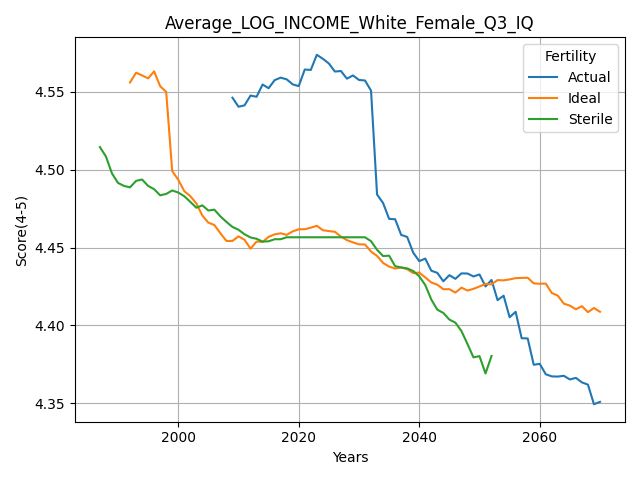 Average_LOG_INCOME_White_Female_Q3_IQ
Score(4-5)
4.55
4.50
4.45
4.40
4.35
Fertility
Actual
Ideal
Sterile
2000
2020
2040
2060
Years